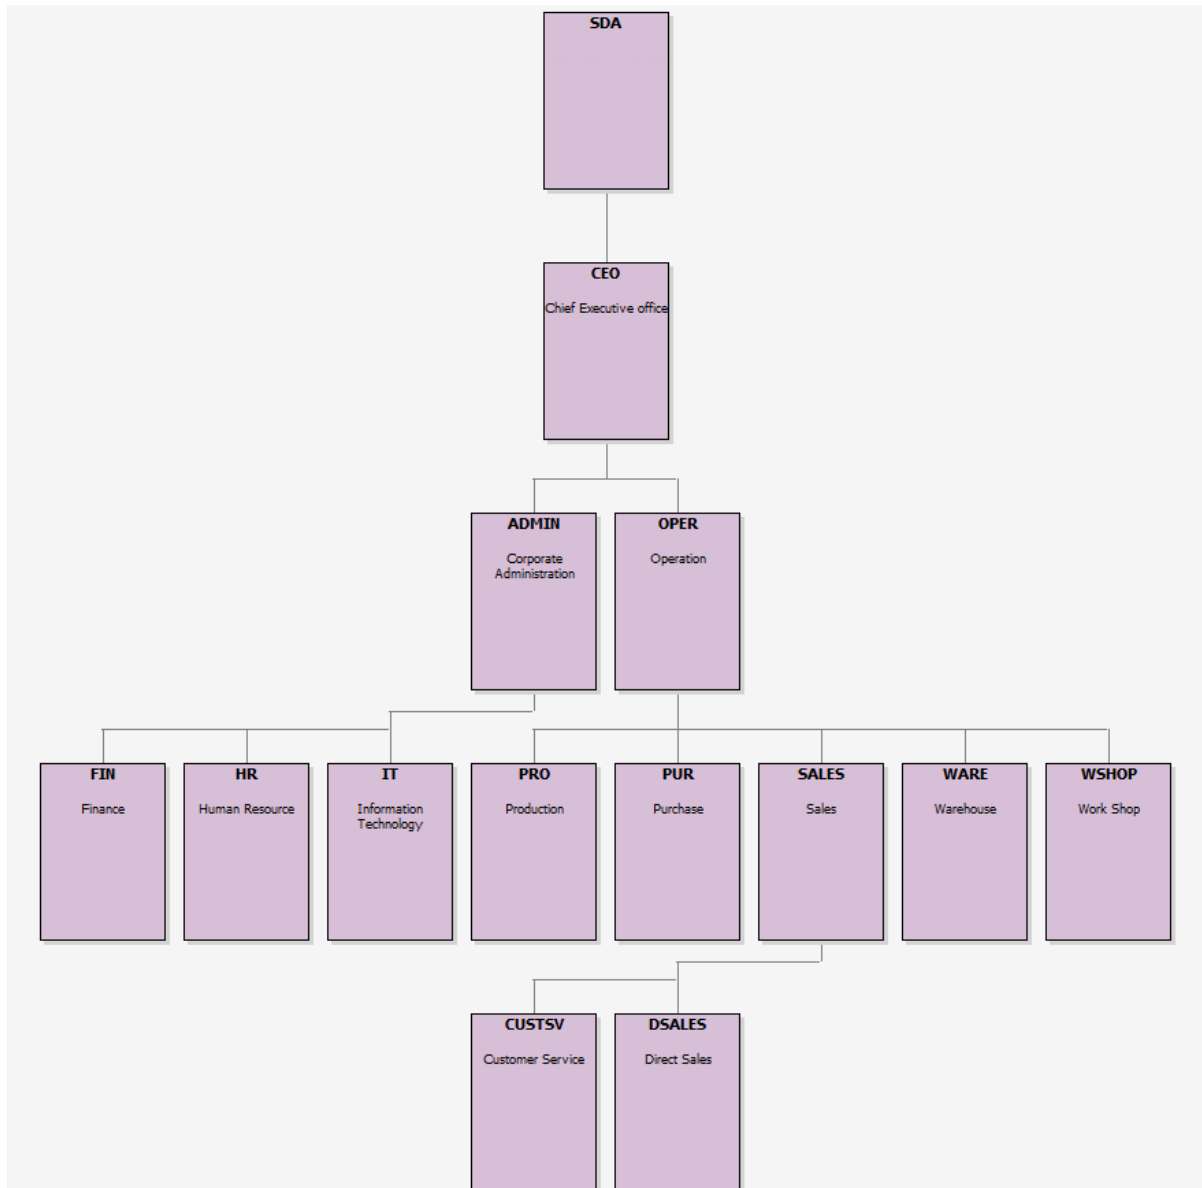 SDA
CEO
Chief Executive office
ADMIN
Corporate
Administration
OPER
Operation
FIN
Finance
HR
Human Resource
IT
Information
Technology
PRO
Production
PUR
Purchase
SALES
Sales
WARE
Warehouse
WSHOP
Work Shop
CUSTSV
Customer Service
DSALES
Direct Sales